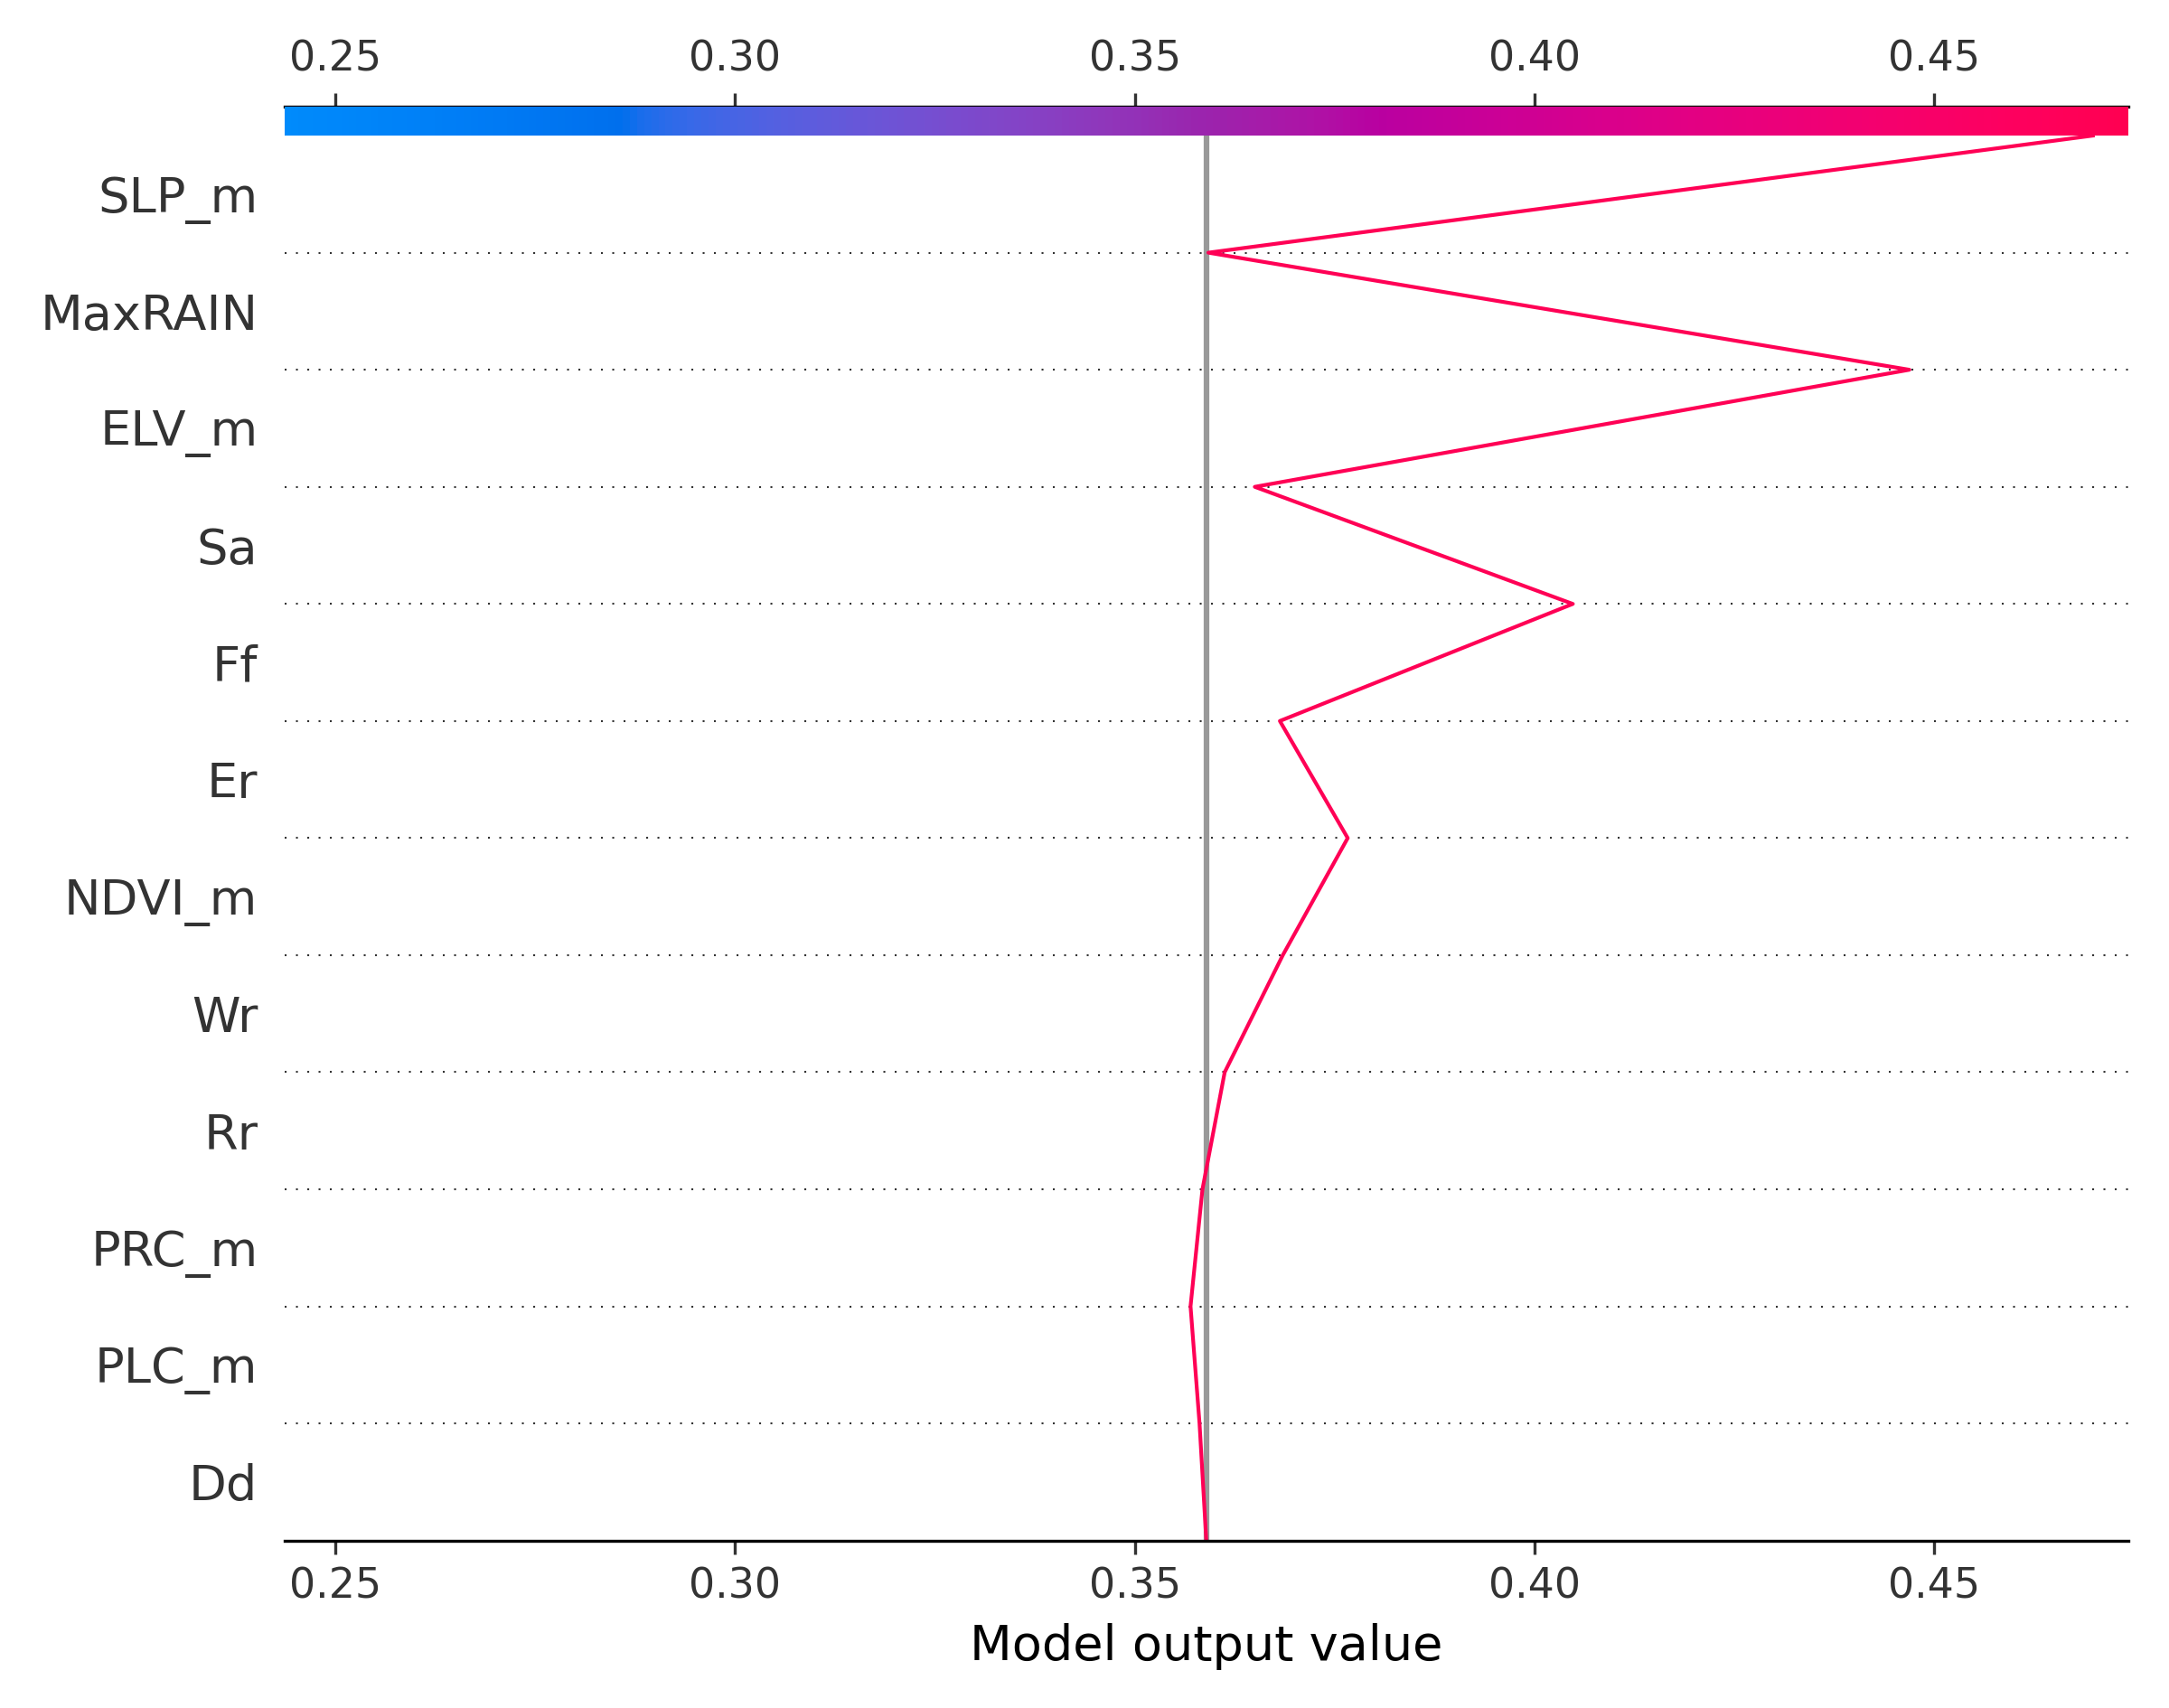 0.25 0.30 0.35 0.40 0.45
SLP_m
MaxRAIN
ELV_m
Sa
Ff
Er
NDVI_m
Wr
Rr
PRC_m
PLC_m
Dd
0.25 0.30 0.35 0.40 0.45
Model output value